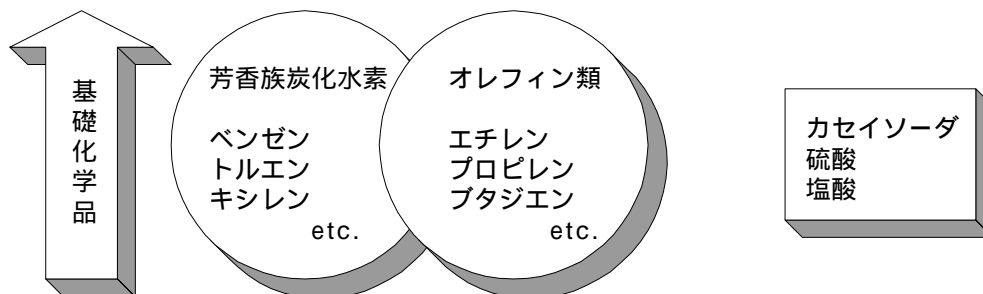 基礎化学品
芳香族炭化水素
ベンゼン
トルエン
キシレン
etc.
オレフィン類
エチレン
プロピレン
ブタジエン
etc.
カセイソーダ
硫酸
塩酸